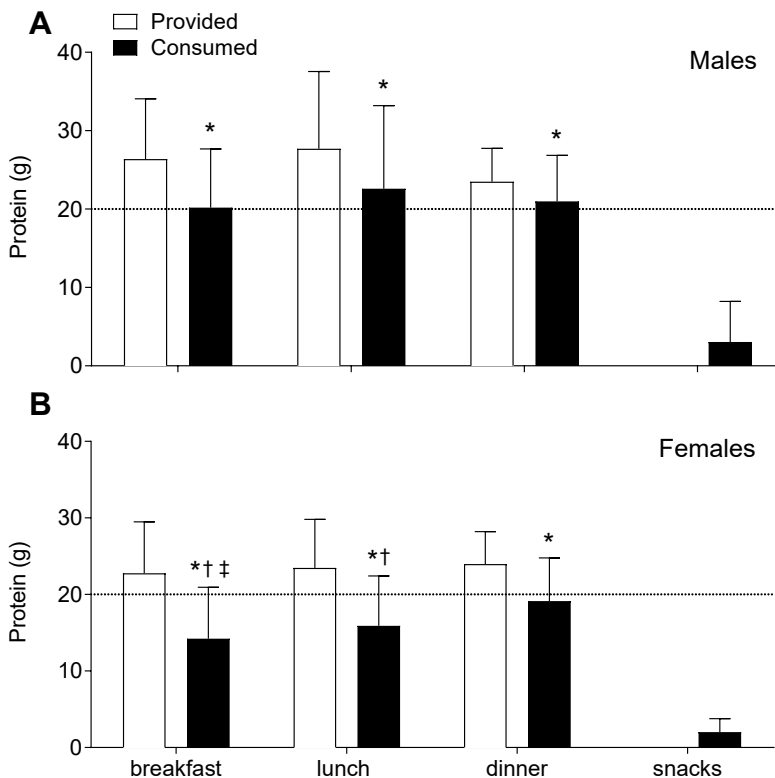 A
Provided
Consumed
Males
Protein (g)
40
30
20
10
0
*
*
*
B
Females
Protein (g)
40
30
20
10
0
*† ‡
*†
*
breakfast lunch dinner snacks